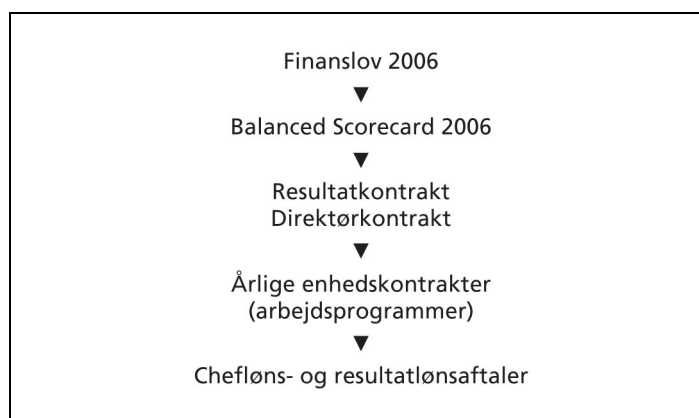 Finanslov 2006
▼
Balanced Scorecard 2006
▼
Resultatkontrakt
Direktørkontrakt
▼
Årlige enhedskontrakter
(arbejdsprogrammer)
▼
Chefløns- og resultatlønsaftaler